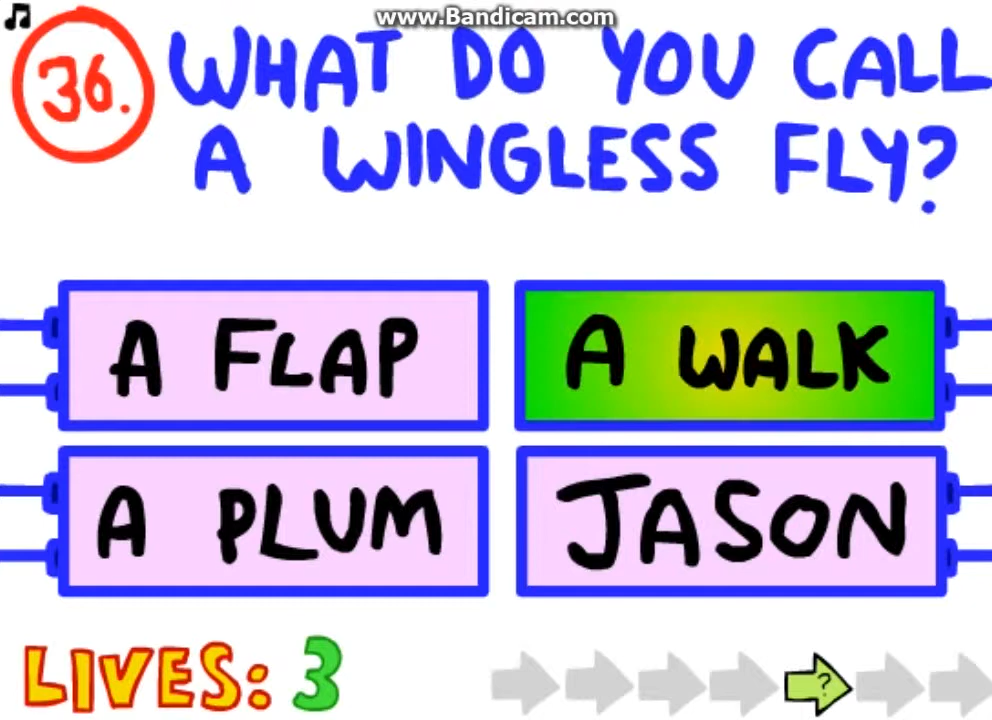 www.Bandicam.com
36.
WHAT DO YOU CALL
A WINGLESS FLY?
A FLAP
A WALK
A PLUM
JASON
LIVES: 3
?